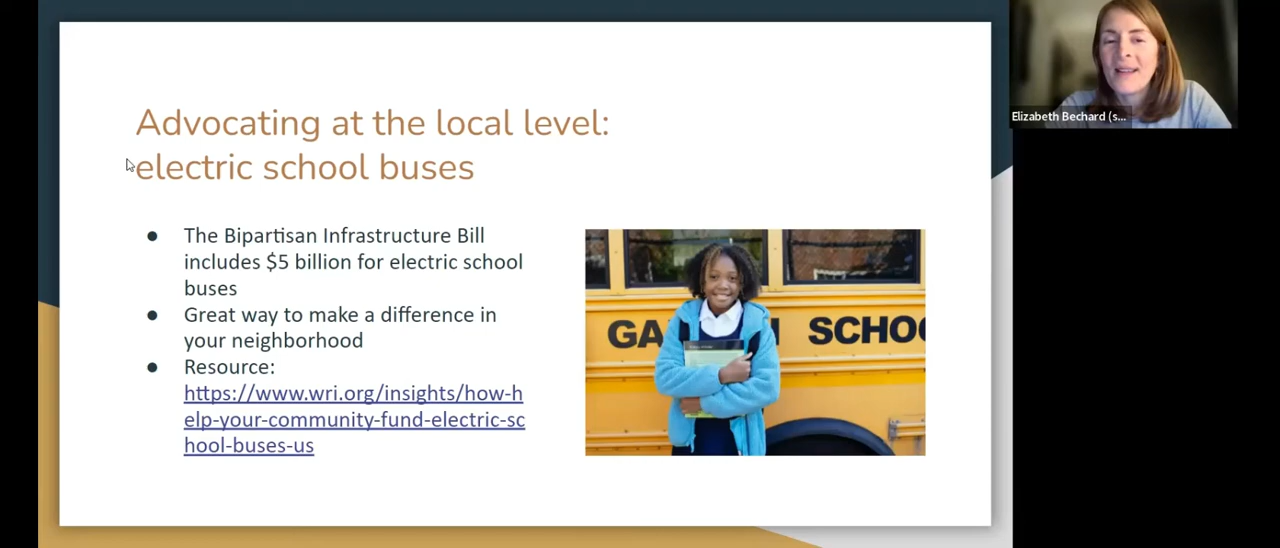 Advocating at the local level:
electric school buses
● The Bipartisan Infrastructure Bill
includes $5 billion for electric school
buses
● Great way to make a difference in
your neighborhood
● Resource:
https://www.wri.org/insights/how-h
elp-your-community-fund-electric-sc
hool-buses-us
SCHOO
Elizabeth Bechard (s...